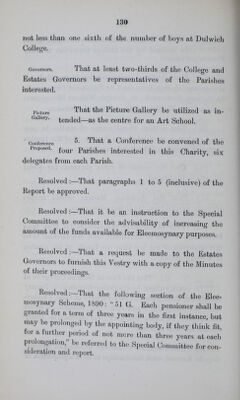 130
not less than one sixth of the number of boys at Dulwich
College.
Governors. That at least two-thirds of the College and
Estates Governors be representatives of the Parishes
interested.
Picture Gallery. That the Picture Gallery be utilized as in-
tended—as the centre for an Art School.
Conference Proposed. 5. That a Conference be convened of the
four Parishes interested in this Charity, six
delegates from each Parish.
Resolved :—That paragraphs 1 to 5 (inclusive) of the
Report be approved.
Resolved :—That it be an instruction to the Special
Committee to consider the advisability of increasing the
amount of the funds available for Eleemosynary purposes.
Resolved :—That a request be made to the Estates
Governors to furnish this Vestry with a copy of the Minutes
of their proceedings.
Resolved :—That the following section of the Elee-
mosynary Scheme, 1890 : "51 G. Each pensioner shall be
granted for a term of three years in the first instance, but
may be prolonged by the appointing body, if they think fit,
for a further period of not more than three years at each
prolongation," be referred to the Special Committee for con-
sideration and report.